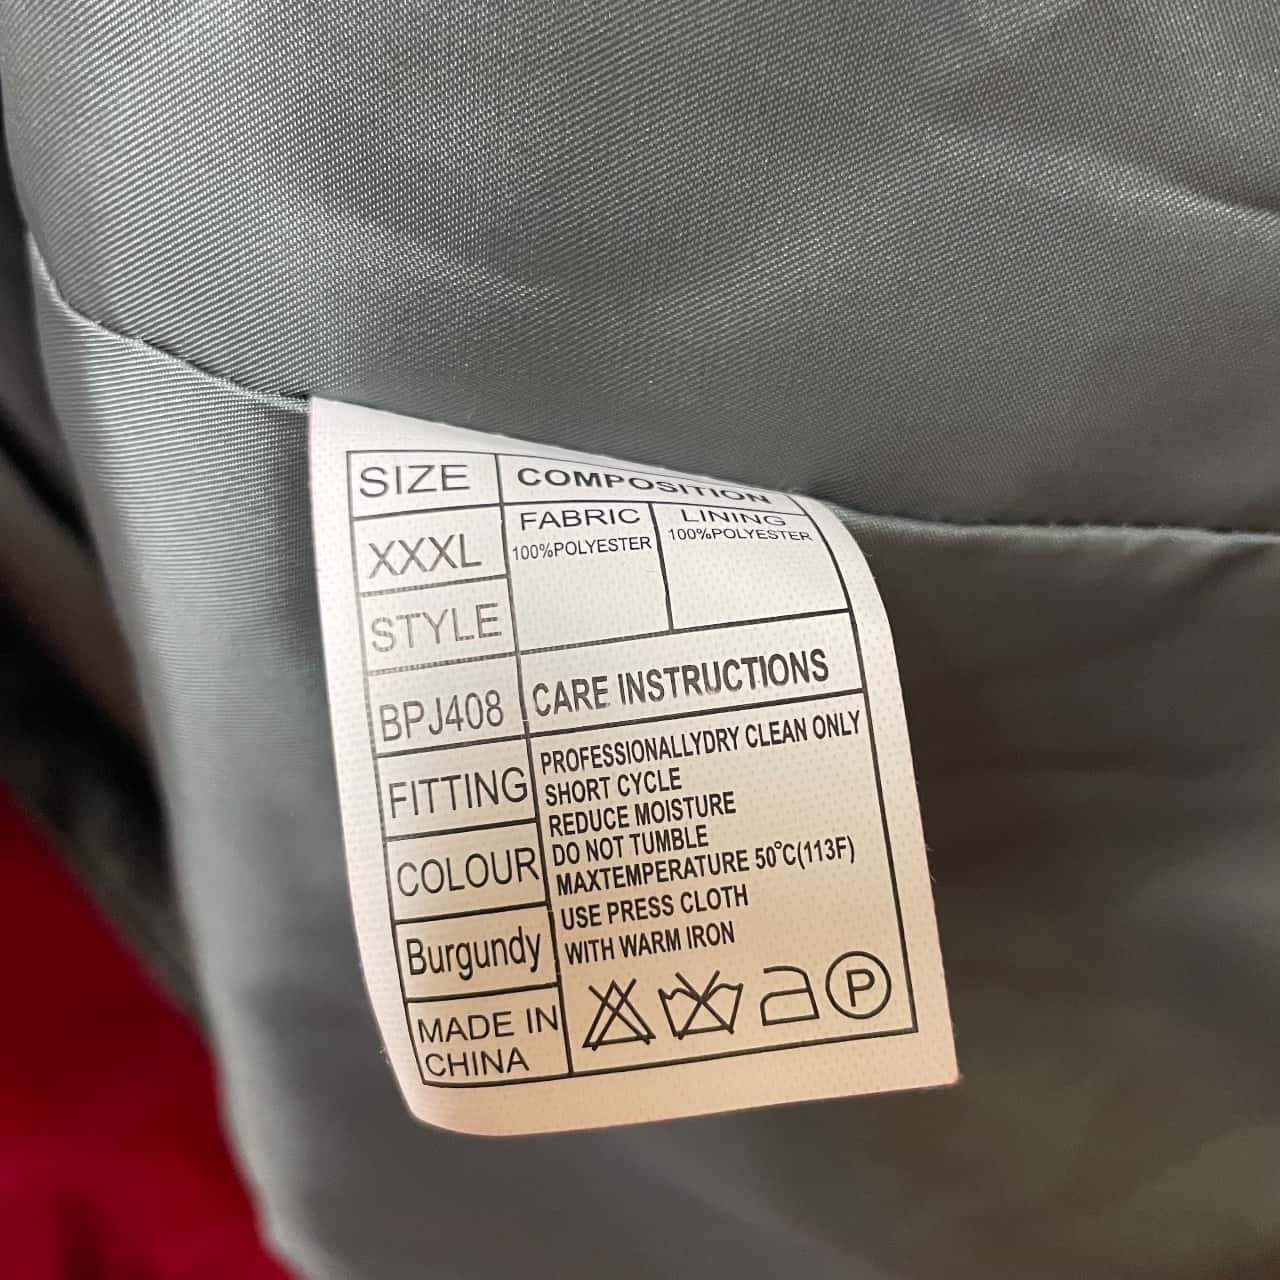 SIZE
XXXL
STYLE
BPJ408
FITTING
COLOUR
Burgundy
MADE IN
CHINA
COMPOSITION
FABRIC
100%POLYESTER
LINING
100%POLYESTER
CARE INSTRUCTIONS
PROFESSIONALLYDRY CLEAN ONLY
SHORT CYCLE
REDUCE MOISTURE
DO NOT TUMBLE
MAXTEMPERATURE 50°C(113F)
USE PRESS CLOTH
WITH WARM IRON
P